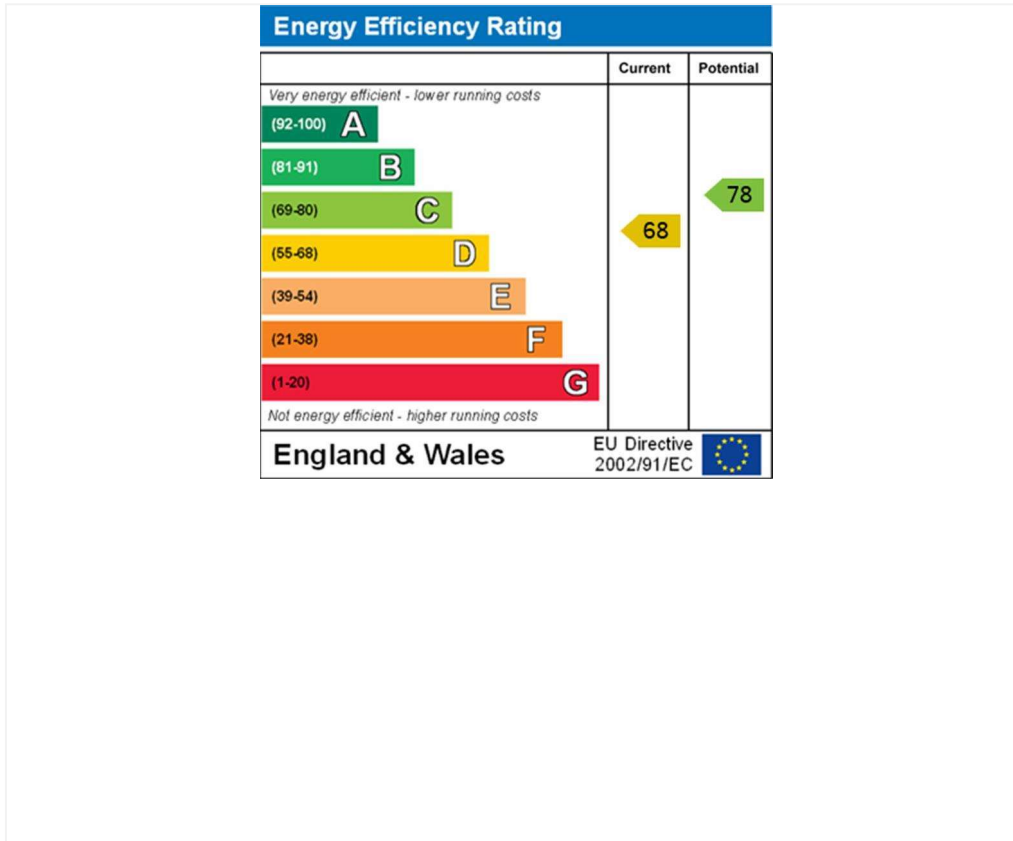 Energy Efficiency Rating
Current Potential
Very energy efficient - lower running costs
(92-100) A
(81-91) B
(69-80) C
78
68
(55-68) D
(39-54) E
(21-38) F
(1-20) G
Not energy efficient - higher running costs
England & Wales
EU Directive
2002/91/EC